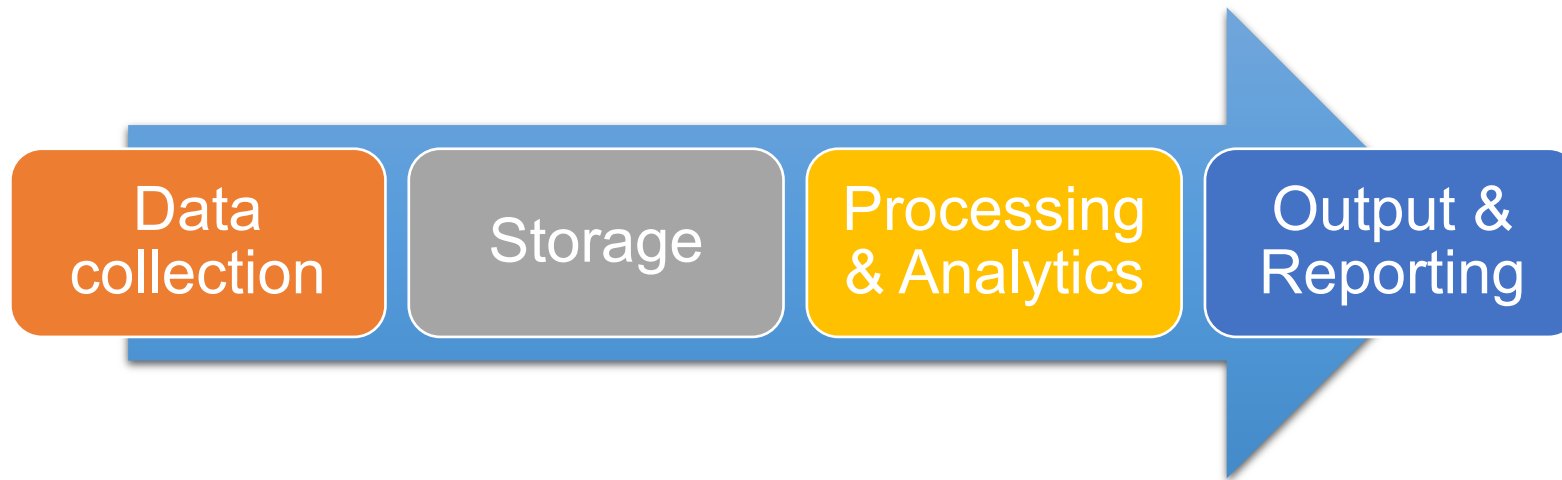 Data
collection
Storage
Processing
& Analytics
Output &
Reporting